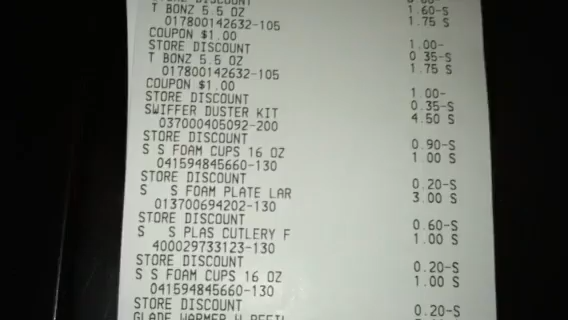 STORE DISCOUNT
T BONZ 5.5 OZ 1.60-S
017800142632-105 1.75 S
COUPON $1.00
STORE DISCOUNT 1.00-
T BONZ 5.5 OZ 0 35-S
017800142632-105 1.75 S
COUPON $1.00
STORE DISCOUNT 1.00-
SWIFFER DUSTER KIT 0.35-S
037000405092-200 4.50 S
STORE DISCOUNT
S S FOAM CUPS 16 OZ 0.90-S
041594845660-130 1 00 S
STORE DISCOUNT
S S FOAM PLATE LAR 0.20-S
013700694202-130 3.00 S
STORE DISCOUNT
S S PLAS CUTLERY F 0.60-S
400029733123-130 1.00 S
STORE DISCOUNT
S S FOAM CUPS 16 OZ 0.20-S
041594845660-130 1.00 S
STORE DISCOUNT
GLADE WARMER 0.20-S